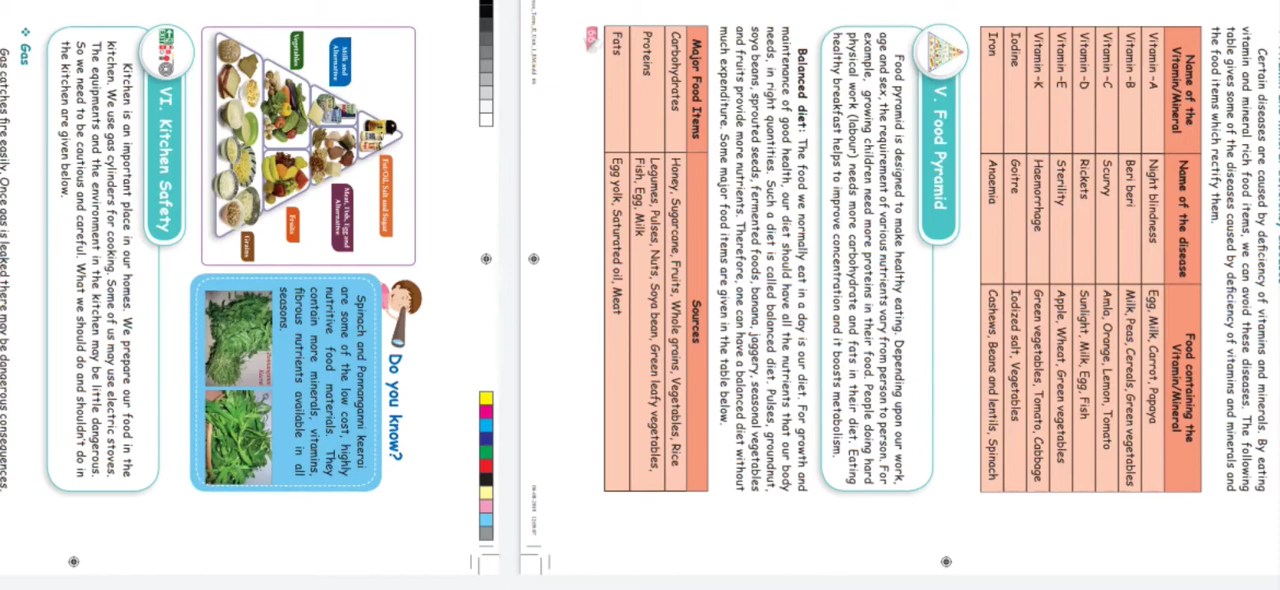 Certain diseases are caused by deficiency of vitamins and minerals. By eating
vitamin and mineral rich food items, we can avoid these diseases. The following
table gives some of the diseases caused by deficiency of vitamins and minerals and
the food items which rectify them.
Name of the Vitamin/Mineral Name of the disease Food containing the Vitamin/Mineral
Vitamin -A Night blindness Egg, Milk, Carrot, Papaya
Vitamin -B Beri beri Milk, Peas, Cereals, Green vegetables
Vitamin -C Scurvy Amla, Orange, Lemon, Tomato
Vitamin -D Rickets Sunlight, Milk, Egg, Fish
Vitamin -E Sterility Apple, Wheat, Green vegetables
Vitamin -K Haemorrhage Green vegetables, Tomato, Cabbage
Iodine Goitre Iodized salt, Vegetables
Iron Anaemia Cashews, Beans and lentils, Spinach
V. Food Pyramid
Food pyramid is designed to make healthy eating. Depending upon our work,
age and sex, the requirement of various nutrients vary from person to person. For
example, growing children need more proteins in their food. People doing hard
physical work (labour) needs more carbohydrate and fats in their diet. Eating
healthy breakfast helps to improve concentration and it boosts metabolism.
Balanced diet: The food we normally eat in a day is our diet. For growth and
maintenance of good health, our diet should have all the nutrients that our body
needs, in right quantities. Such a diet is called balanced diet. Pulses, groundnut,
soya beans, sprouted seeds, fermented foods, banana, jaggery, seasonal vegetables
and fruits provide more nutrients. Therefore, one can have a balanced diet without
much expenditure. Some major food items are given in the table below.
Major Food Items Sources
Carbohydrates Honey, Sugarcane, Fruits, Whole grains, Vegetables, Rice
Proteins Legumes, Pulses, Nuts, Soya bean, Green leafy vegetables,
Fish, Egg, Milk
Fats Egg yolk, Saturated oil, Meat
66
Fat/Oil, Salt and Sugar
Milk and
Alternative
Meat, Fish, Egg and
Alternative
Vegetables
Fruits
Grains
Do you know?
Spinach and Ponnangani keerai
are some of the low cost, highly
nutritive food materials. They
contain more minerals, vitamins,
fibrous nutrients available in all
seasons.
VI. Kitchen Safety
Kitchen is an important place in our homes. We prepare our food in the
kitchen. We use gas cylinders for cooking. Some of us may use electric stoves.
The equipments and the environment in the kitchen may be little dangerous.
So we need to be cautious and careful. What we should do and shouldn't do in
the kitchen are given below.
❖ Gas
Gas catches fire easily. Once gas is leaked there may be dangerous consequences.